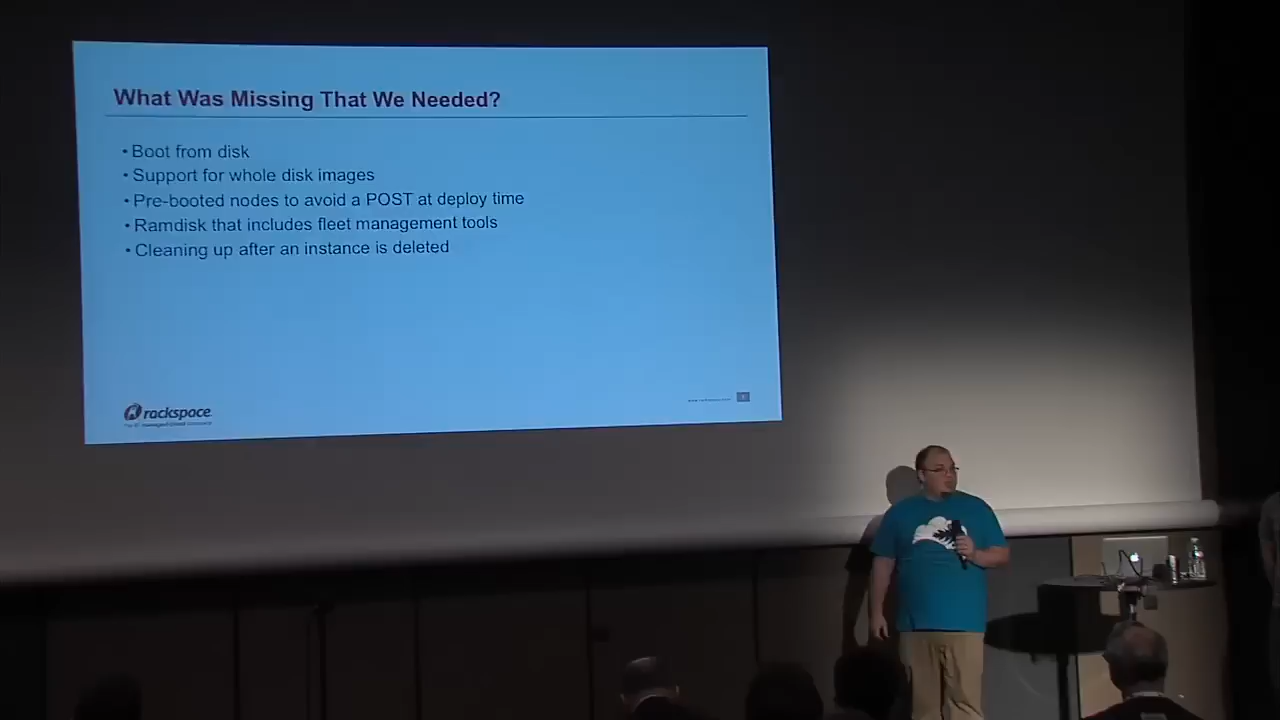 What Was Missing That We Needed?
• Boot from disk
• Support for whole disk images
• Pre-booted nodes to avoid a POST at deploy time
• Ramdisk that includes fleet management tools
• Cleaning up after an instance is deleted
rackspace